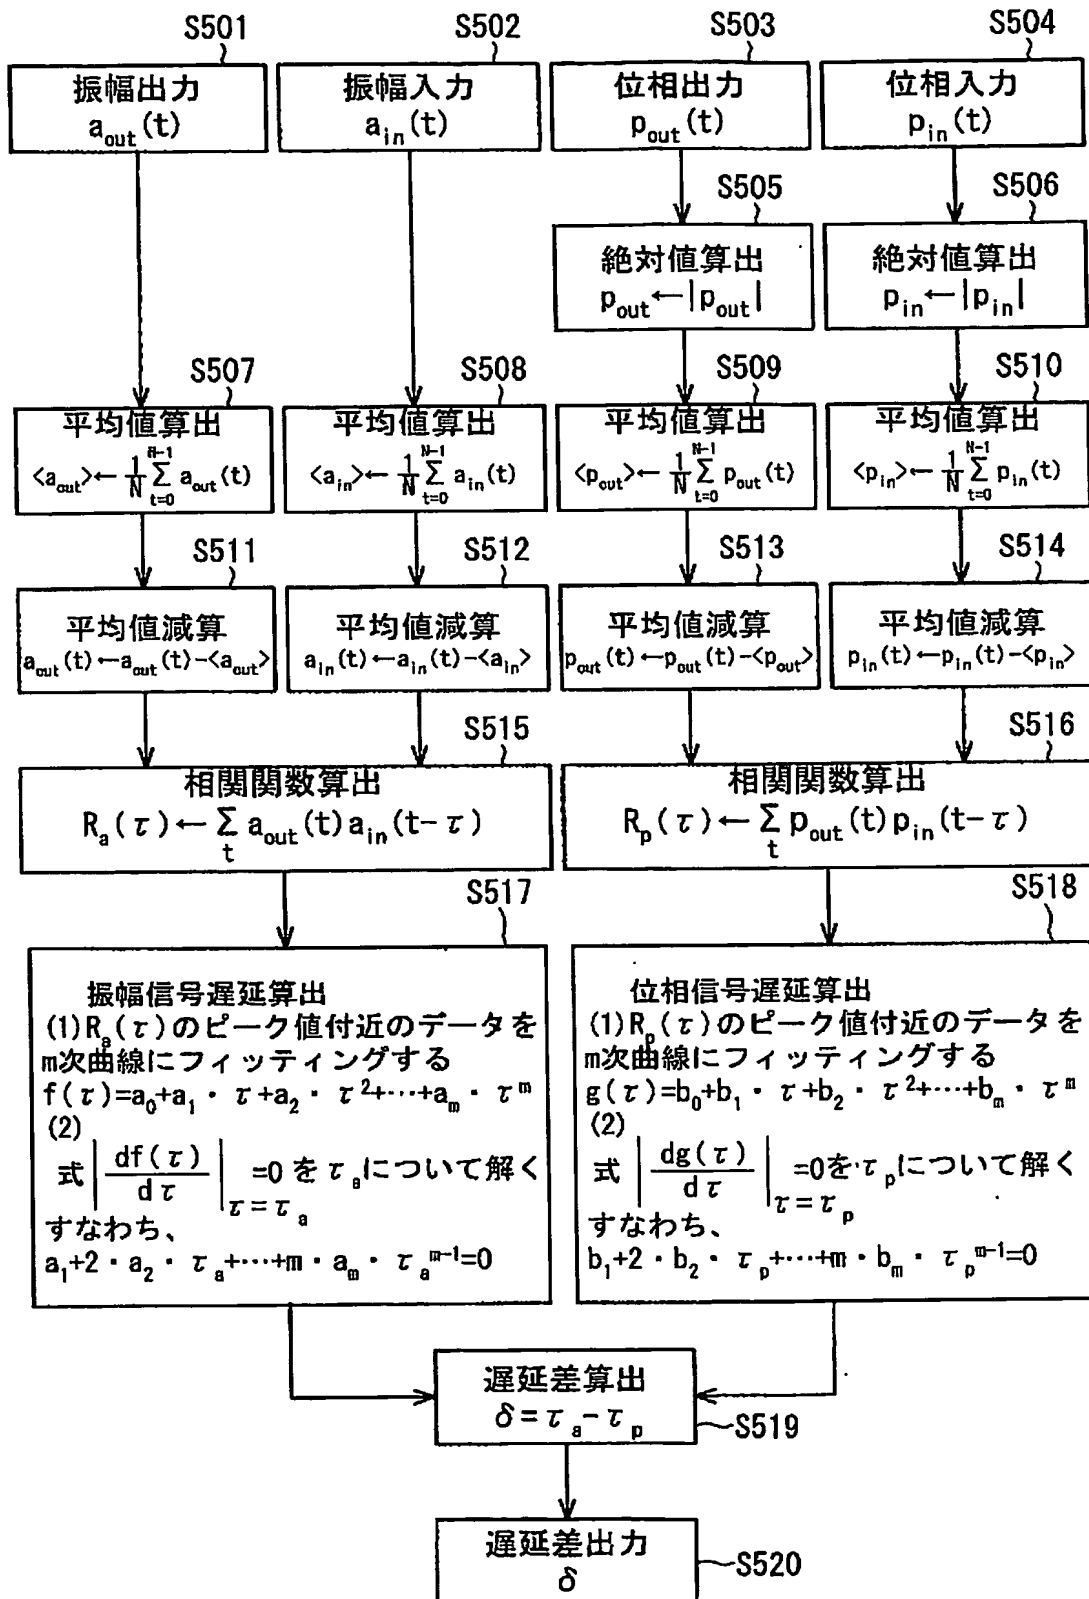 S501
S502
S503
S504
振幅出力
a_out(t)
振幅入力
a_in(t)
位相出力
p_out(t)
位相入力
p_in(t)
S505
S506
絶対値算出
p_out←|p_out|
絶対値算出
p_in←|p_in|
S507
S508
S509
S510
平均値算出
<a_out>← 1/N Σ_{t=0}^{N-1} a_out(t)
平均値算出
<a_in>← 1/N Σ_{t=0}^{N-1} a_in(t)
平均値算出
<p_out>← 1/N Σ_{t=0}^{N-1} p_out(t)
平均値算出
<p_in>← 1/N Σ_{t=0}^{N-1} p_in(t)
S511
S512
S513
S514
平均値減算
a_out(t)←a_out(t)-<a_out>
平均値減算
a_in(t)←a_in(t)-<a_in>
平均値減算
p_out(t)←p_out(t)-<p_out>
平均値減算
p_in(t)←p_in(t)-<p_in>
S515
S516
相関関数算出
R_a(τ)← Σ_t a_out(t)a_in(t-τ)
相関関数算出
R_p(τ)← Σ_t p_out(t)p_in(t-τ)
S517
S518
振幅信号遅延算出
(1)R_a(τ)のピーク値付近のデータを
m次曲線にフィッティングする
f(τ)=a_0+a_1・τ+a_2・τ^2+…+a_m・τ^m
(2)
式|df(τ)/dτ|_{τ=τ_a}=0をτ_aについて解く
すなわち、
a_1+2・a_2・τ_a+…+m・a_m・τ_a^{m-1}=0
位相信号遅延算出
(1)R_p(τ)のピーク値付近のデータを
m次曲線にフィッティングする
g(τ)=b_0+b_1・τ+b_2・τ^2+…+b_m・τ^m
(2)
式|dg(τ)/dτ|_{τ=τ_p}=0をτ_pについて解く
すなわち、
b_1+2・b_2・τ_p+…+m・b_m・τ_p^{m-1}=0
遅延差算出
δ=τ_a-τ_p
S519
遅延差出力
δ
S520